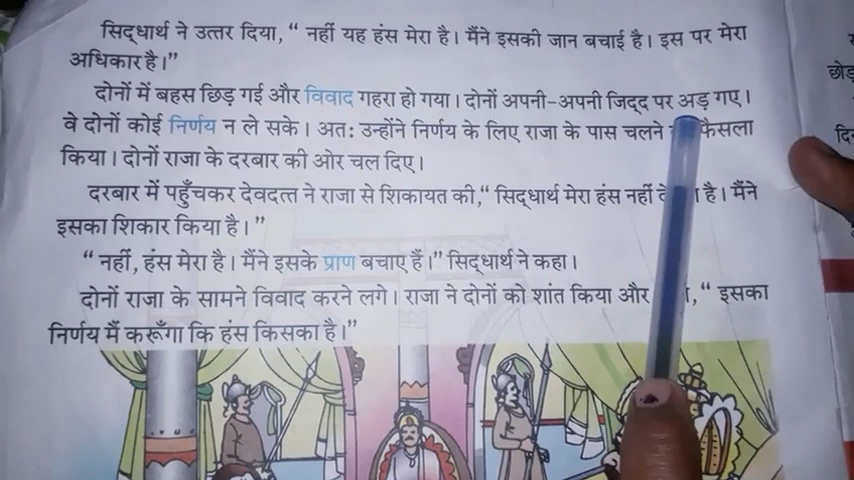 सिद्धार्थ ने उत्तर दिया, “ नहीं यह हंस मेरा है। मैंने इसकी जान बचाई है। इस पर मेरा
अधिकार है।”
दोनों में बहस छिड़ गई और विवाद गहरा हो गया। दोनों अपनी-अपनी जिद्द पर अड़ गए।
वे दोनों कोई निर्णय न ले सके। अतः उन्होंने निर्णय के लिए राजा के पास चलने फैसला
किया। दोनों राजा के दरबार की ओर चल दिए।
दरबार में पहुँचकर देवदत्त ने राजा से शिकायत की,“ सिद्धार्थ मेरा हंस नहीं है। मैंने
इसका शिकार किया है।”
“ नहीं, हंस मेरा है। मैंने इसके प्राण बचाए हैं।” सिद्धार्थ ने कहा।
दोनों राजा के सामने विवाद करने लगे। राजा ने दोनों को शांत किया और ,“ इसका
निर्णय मैं करूँगा कि हंस किसका है।”
छोड़